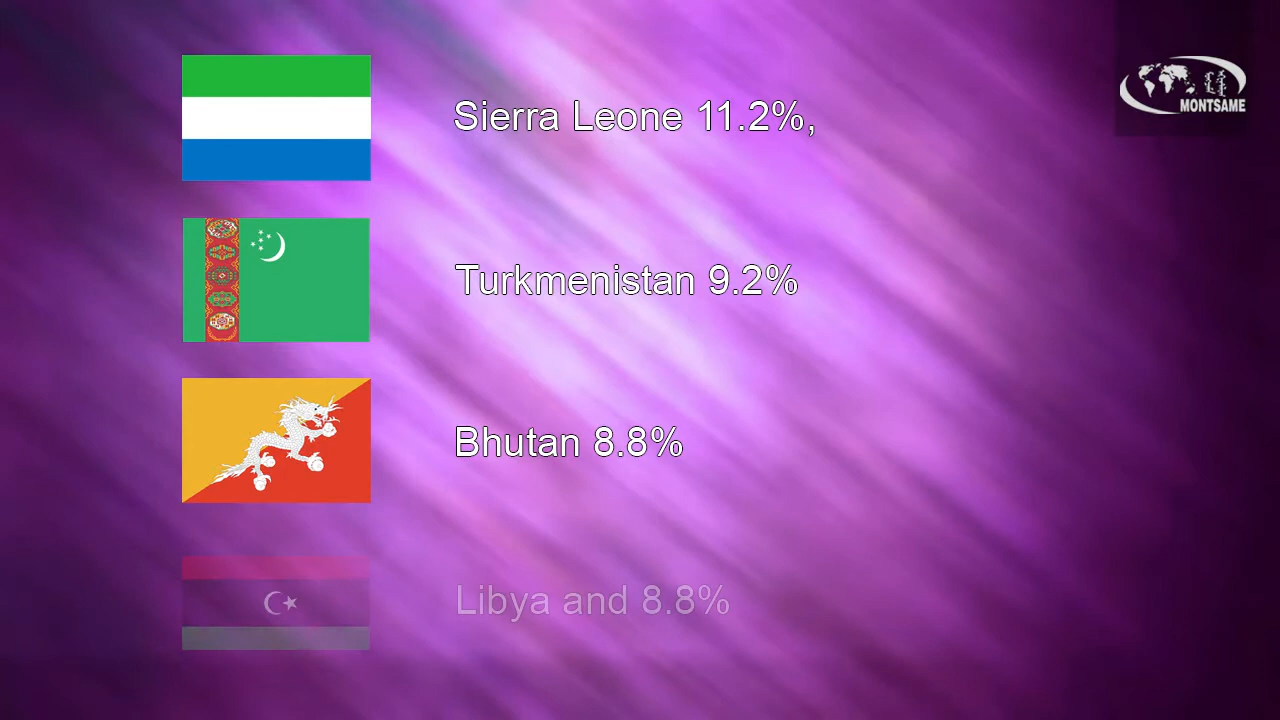 Sierra Leone 11.2%,
MONTSAME
Turkmenistan 9.2%
Bhutan 8.8%
Libya and 8.8%